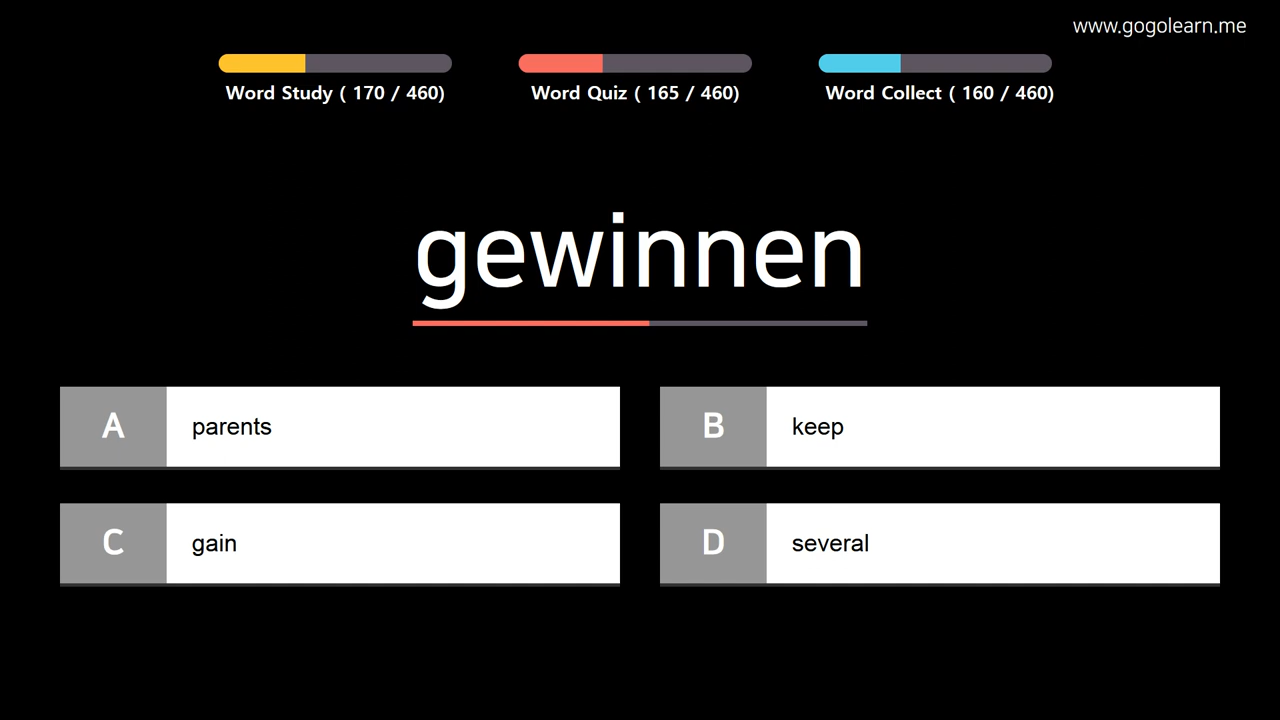 www.gogolearn.me
Word Study ( 170 / 460)
Word Quiz ( 165 / 460)
Word Collect ( 160 / 460)
gewinnen
A parents
B keep
C gain
D several